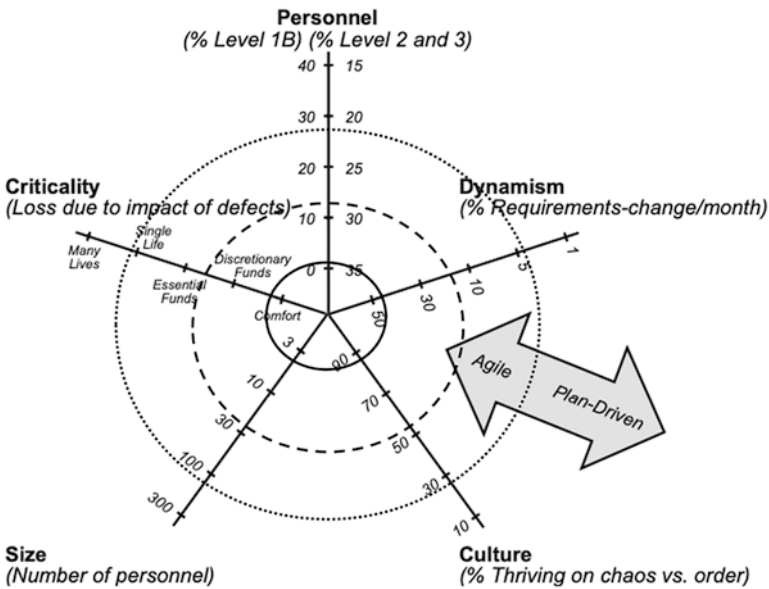 Personnel
(% Level 1B) (% Level 2 and 3)
40 15
30 20
20 25
10 30
0 35
Criticality
(Loss due to impact of defects)
Many
Lives
Single
Life
Essential
Funds
Discretionary
Funds
Comfort
Dynamism
(% Requirements-change/month)
1
5
10
30
50
3
10
30
100
300
90
70
50
30
10
Agile
Plan-Driven
Size
(Number of personnel)
Culture
(% Thriving on chaos vs. order)